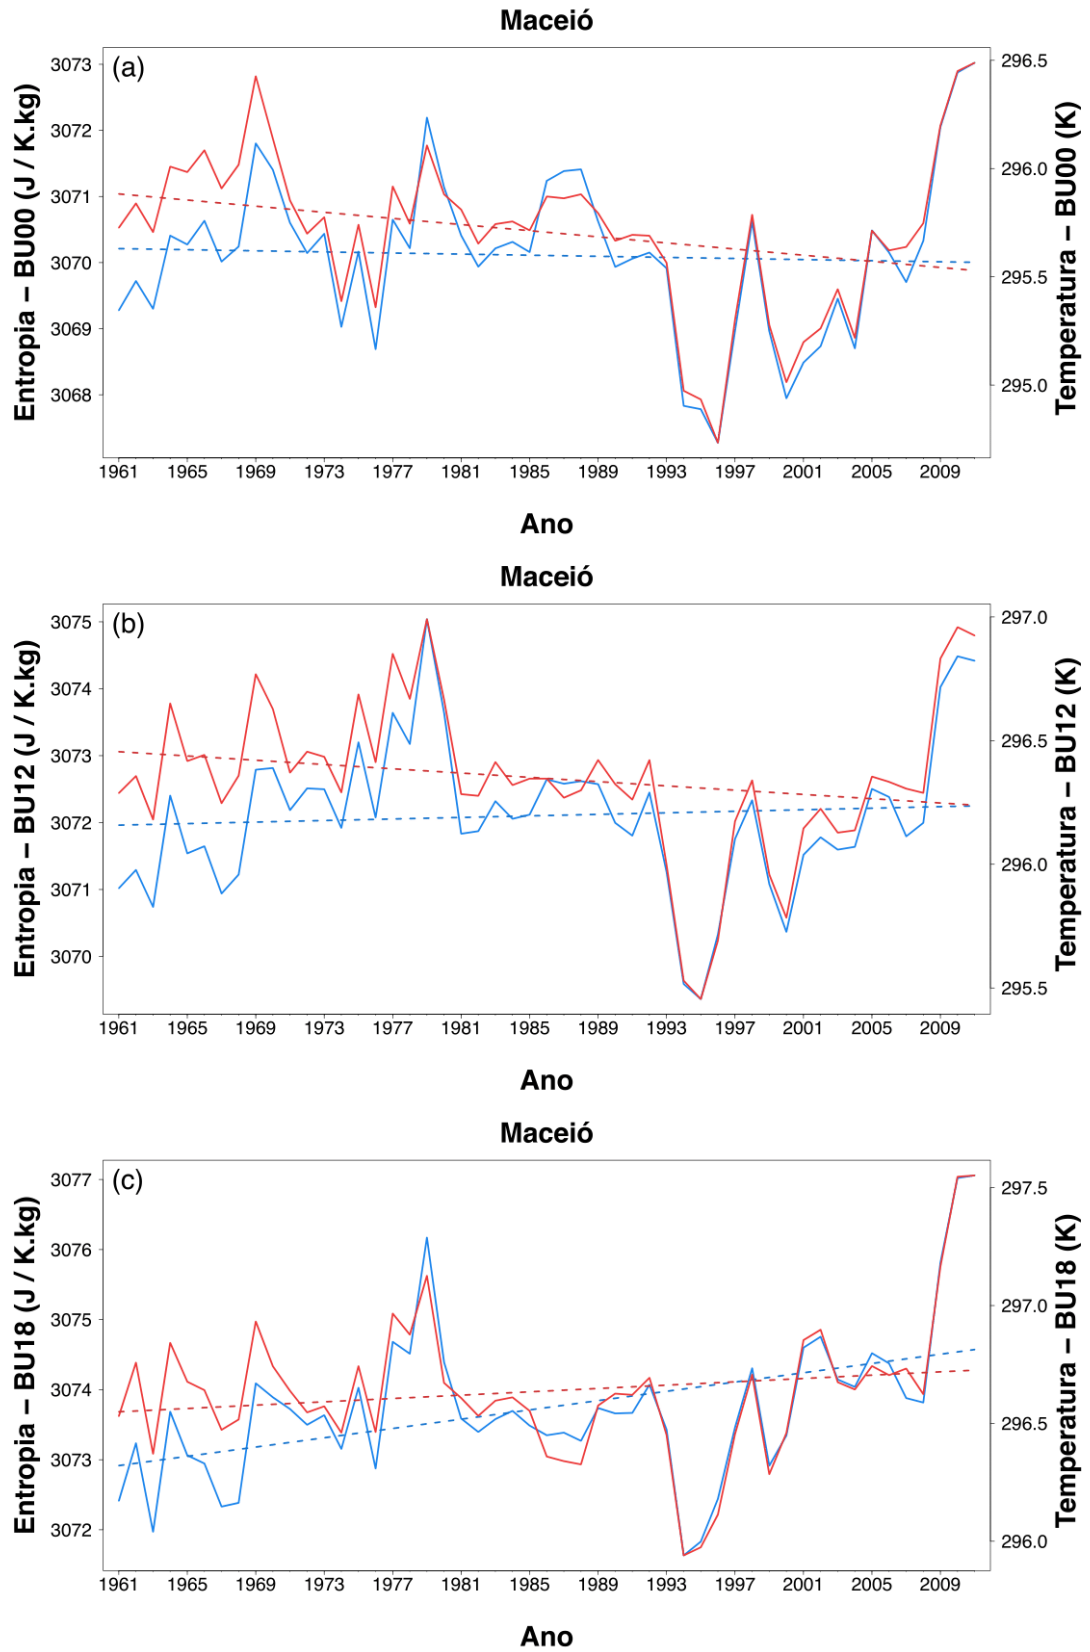 Maceió
(a)
Entropia – BU00 (J / K.kg)
3073
3072
3071
3070
3069
3068
296.5
296.0
295.5
295.0
Temperatura – BU00 (K)
1961 1965 1969 1973 1977 1981 1985 1989 1993 1997 2001 2005 2009
Ano
Maceió
(b)
Entropia – BU12 (J / K.kg)
3075
3074
3073
3072
3071
3070
297.0
296.5
296.0
295.5
Temperatura – BU12 (K)
1961 1965 1969 1973 1977 1981 1985 1989 1993 1997 2001 2005 2009
Ano
Maceió
(c)
Entropia – BU18 (J / K.kg)
3077
3076
3075
3074
3073
3072
297.5
297.0
296.5
296.0
Temperatura – BU18 (K)
1961 1965 1969 1973 1977 1981 1985 1989 1993 1997 2001 2005 2009
Ano